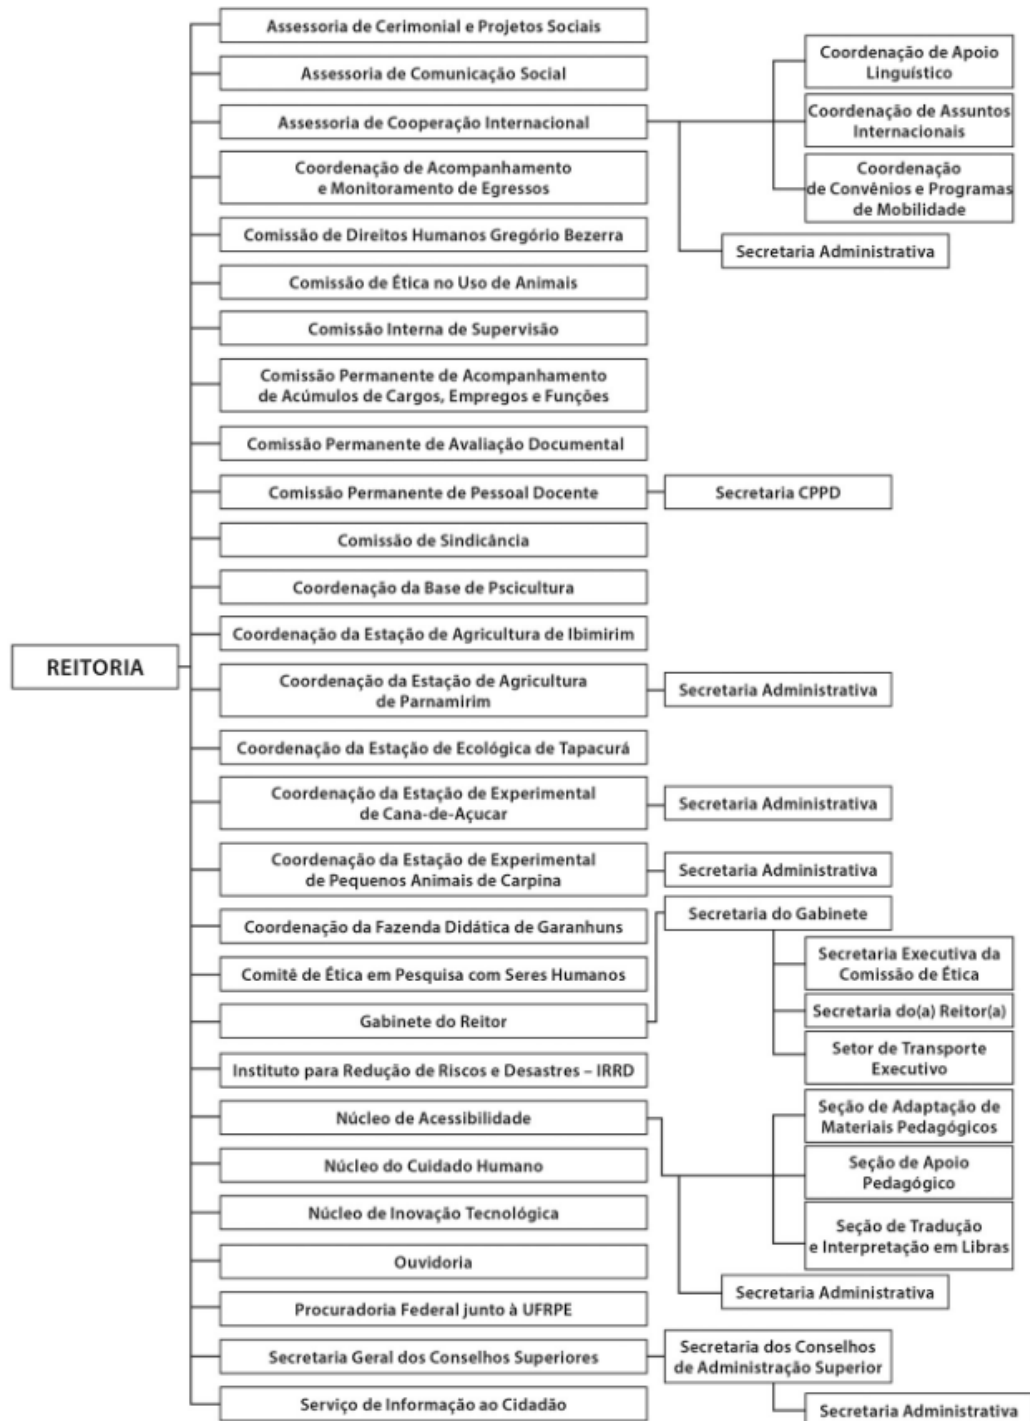 Assessoria de Cerimonial e Projetos Sociais
Assessoria de Comunicação Social
Assessoria de Cooperação Internacional
Coordenação de Apoio
Linguístico
Coordenação de Assuntos
Internacionais
Coordenação
de Convênios e Programas
de Mobilidade
Secretaria Administrativa
Coordenação de Acompanhamento
e Monitoramento de Egressos
Comissão de Direitos Humanos Gregório Bezerra
Comissão de Ética no Uso de Animais
Comissão Interna de Supervisão
Comissão Permanente de Acompanhamento
de Acúmulos de Cargos, Empregos e Funções
Comissão Permanente de Avaliação Documental
Comissão Permanente de Pessoal Docente
Secretaria CPPD
Comissão de Sindicância
Coordenação da Base de Pscicultura
Coordenação da Estação de Agricultura de Ibimirim
REITORIA
Coordenação da Estação de Agricultura
de Parnamirim
Secretaria Administrativa
Coordenação da Estação de Ecológica de Tapacurá
Coordenação da Estação de Experimental
de Cana-de-Açucar
Secretaria Administrativa
Coordenação da Estação de Experimental
de Pequenos Animais de Carpina
Secretaria Administrativa
Coordenação da Fazenda Didática de Garanhuns
Comitê de Ética em Pesquisa com Seres Humanos
Gabinete do Reitor
Secretaria do Gabinete
Secretaria Executiva da
Comissão de Ética
Secretaria do(a) Reitor(a)
Setor de Transporte
Executivo
Instituto para Redução de Riscos e Desastres – IRRD
Núcleo de Acessibilidade
Seção de Adaptação de
Materiais Pedagógicos
Seção de Apoio
Pedagógico
Seção de Tradução
e Interpretação em Libras
Secretaria Administrativa
Núcleo do Cuidado Humano
Núcleo de Inovação Tecnológica
Ouvidoria
Procuradoria Federal junto à UFRPE
Secretaria Geral dos Conselhos Superiores
Secretaria dos Conselhos
de Administração Superior
Secretaria Administrativa
Serviço de Informação ao Cidadão